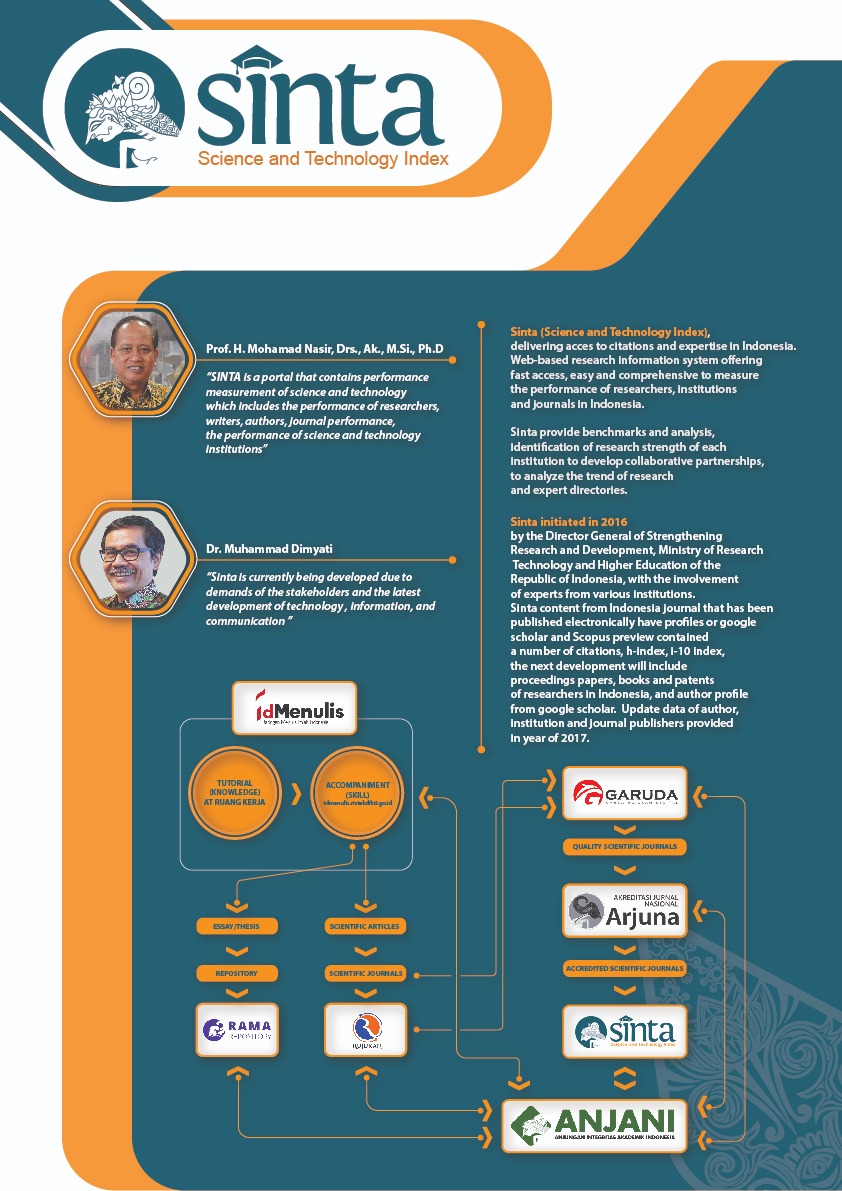 sinta
Science and Technology Index
Prof. H. Mohamad Nasir, Drs., Ak., M.Si., Ph.D
“SINTA is a portal that contains performance
measurement of science and technology
which includes the performance of researchers,
writers, authors, journal performance,
the performance of science and technology
institutions”
Dr. Muhammad Dimyati
“Sinta is currently being developed due to
demands of the stakeholders and the latest
development of technology , information, and
communication ”
Sinta (Science and Technology Index),
delivering acces to citations and expertise in Indonesia.
Web-based research information system offering
fast access, easy and comprehensive to measure
the performance of researchers, institutions
and journals in Indonesia.
Sinta provide benchmarks and analysis,
identification of research strength of each
institution to develop collaborative partnerships,
to analyze the trend of research
and expert directories.
Sinta initiated in 2016
by the Director General of Strengthening
Research and Development, Ministry of Research
Technology and Higher Education of the
Republic of Indonesia, with the involvement
of experts from various institutions.
Sinta content from Indonesia journal that has been
published electronically have profiles or google
scholar and Scopus preview contained
a number of citations, h-index, i-10 index,
the next development will include
proceedings papers, books and patents
of researchers in Indonesia, and author profile
from google scholar. Update data of author,
institution and journal publishers provided
in year of 2017.
idMenulis
TUTORIAL
(KNOWLEDGE)
AT RUANG KERJA
ACCOMPANIMENT
(SKILL)
idmenulis.ristekdikti.go.id
ESSAY/THESIS
SCIENTIFIC ARTICLES
REPOSITORY
SCIENTIFIC JOURNALS
RAMA
REPOSITORY
RUJUKAN
GARUDA
QUALITY SCIENTIFIC JOURNALS
AKREDITASI JURNAL
NASIONAL
Arjuna
ACCREDITED SCIENTIFIC JOURNALS
sinta
Science and Technology Index
ANJANI
ANJUNGAN INTEGRITAS AKADEMIK INDONESIA